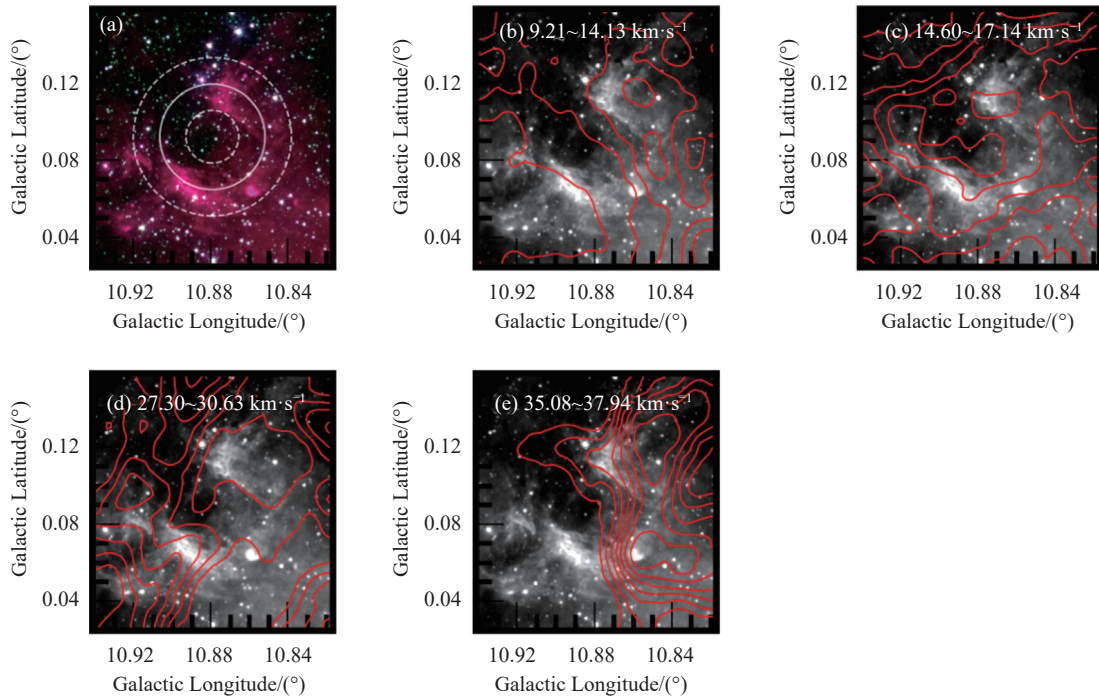 (a)
(b) 9.21~14.13 km·s⁻¹
(c) 14.60~17.14 km·s⁻¹
Galactic Latitude/(°)
0.12
0.08
0.04
Galactic Latitude/(°)
0.12
0.08
0.04
Galactic Latitude/(°)
0.12
0.08
0.04
10.92 10.88 10.84
10.92 10.88 10.84
10.92 10.88 10.84
Galactic Longitude/(°)
Galactic Longitude/(°)
Galactic Longitude/(°)
(d) 27.30~30.63 km·s⁻¹
(e) 35.08~37.94 km·s⁻¹
Galactic Latitude/(°)
0.12
0.08
0.04
Galactic Latitude/(°)
0.12
0.08
0.04
10.92 10.88 10.84
10.92 10.88 10.84
Galactic Longitude/(°)
Galactic Longitude/(°)